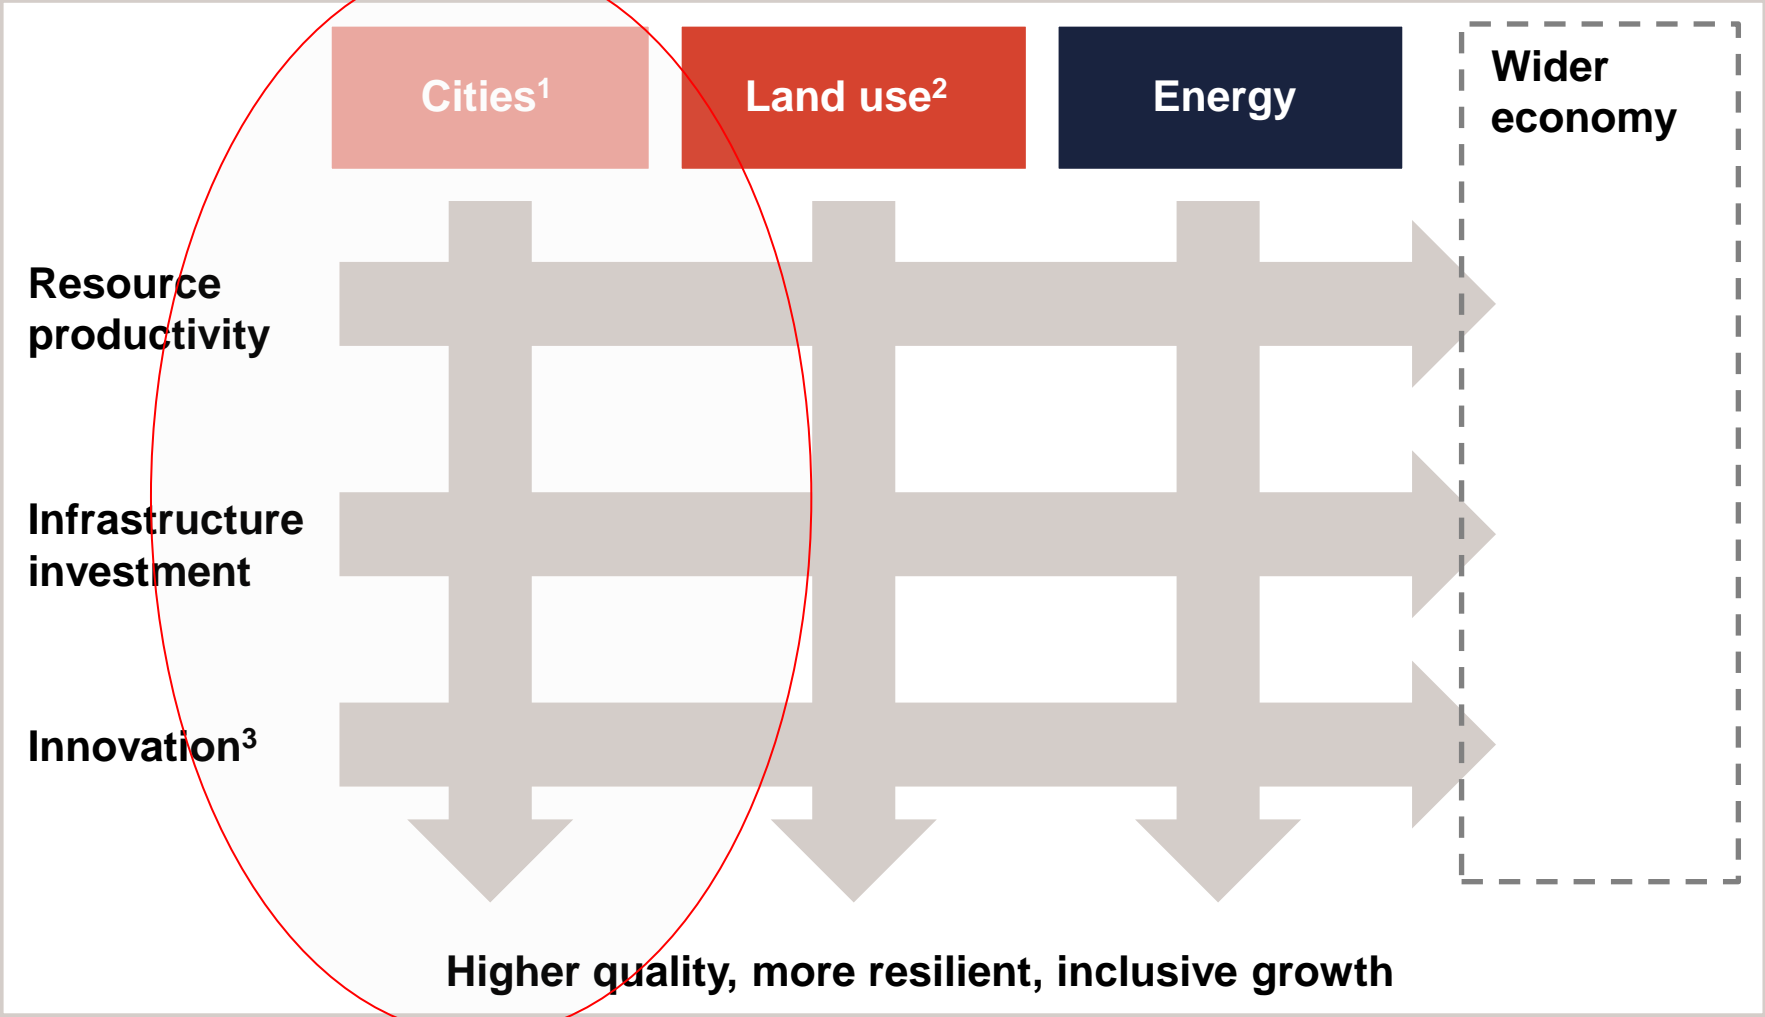 Cities¹
Land use²
Energy
Wider
economy
Resource
productivity
Infrastructure
investment
Innovation³
Higher quality, more resilient, inclusive growth